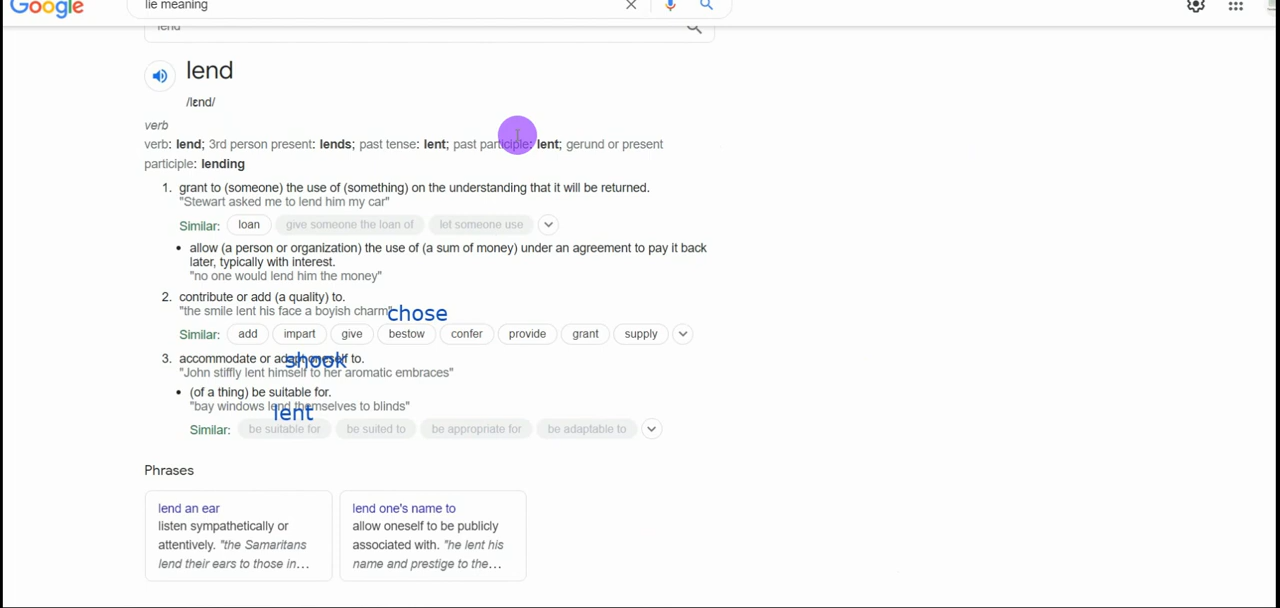 Google
lie meaning
lend
lend
/lɛnd/
verb
verb: lend; 3rd person present: lends; past tense: lent; past participle: lent; gerund or present
participle: lending
1. grant to (someone) the use of (something) on the understanding that it will be returned.
"Stewart asked me to lend him my car"
Similar: loan give someone the loan of let someone use
• allow (a person or organization) the use of (a sum of money) under an agreement to pay it back
later, typically with interest.
"no one would lend him the money"
2. contribute or add (a quality) to.
"the smile lent his face a boyish charm"
chose
Similar: add impart give bestow confer provide grant supply
3. accommodate or adapt oneself to.
shook
"John stiffly lent himself to her aromatic embraces"
• (of a thing) be suitable for.
"bay windows lend themselves to blinds"
lent
Similar: be suitable for be suited to be appropriate for be adaptable to
Phrases
lend an ear
listen sympathetically or
attentively. "the Samaritans
lend their ears to those in...
lend one's name to
allow oneself to be publicly
associated with. "he lent his
name and prestige to the...